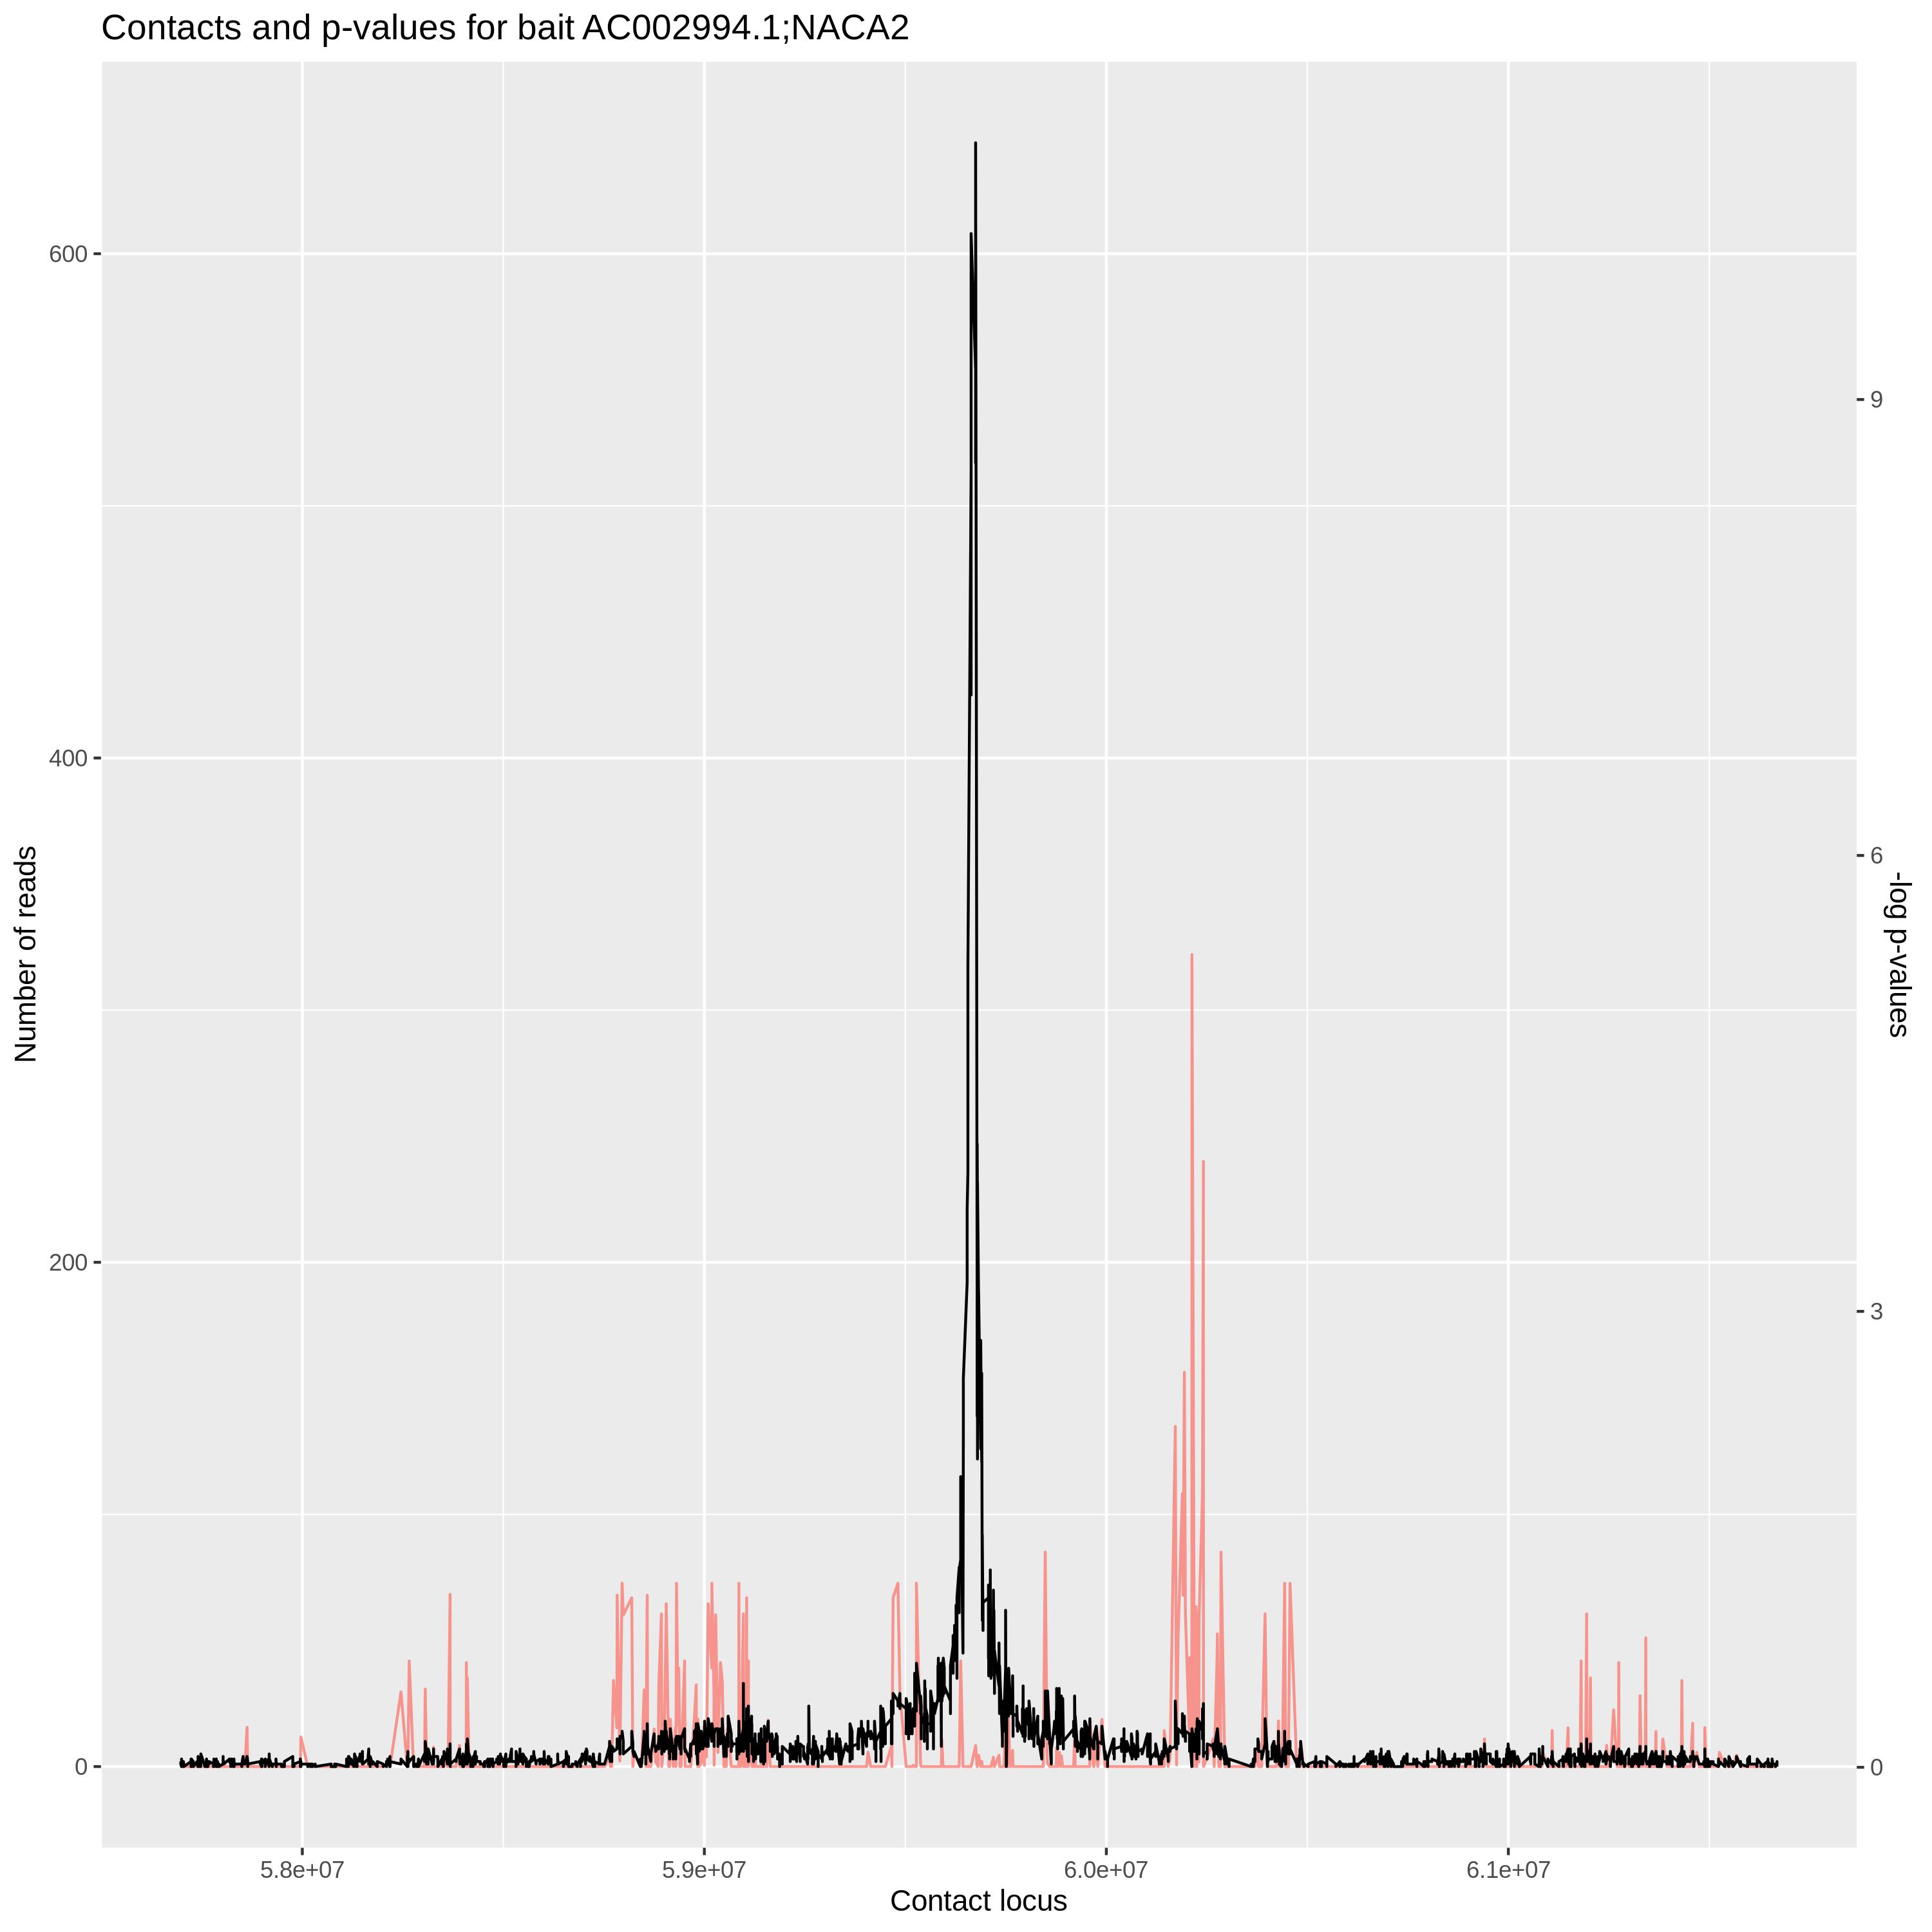 Contacts and p-values for bait AC002994.1;NACA2
600
400
200
0
Number of reads
9
6
3
0
-log p-values
5.8e+07
5.9e+07
6.0e+07
6.1e+07
Contact locus